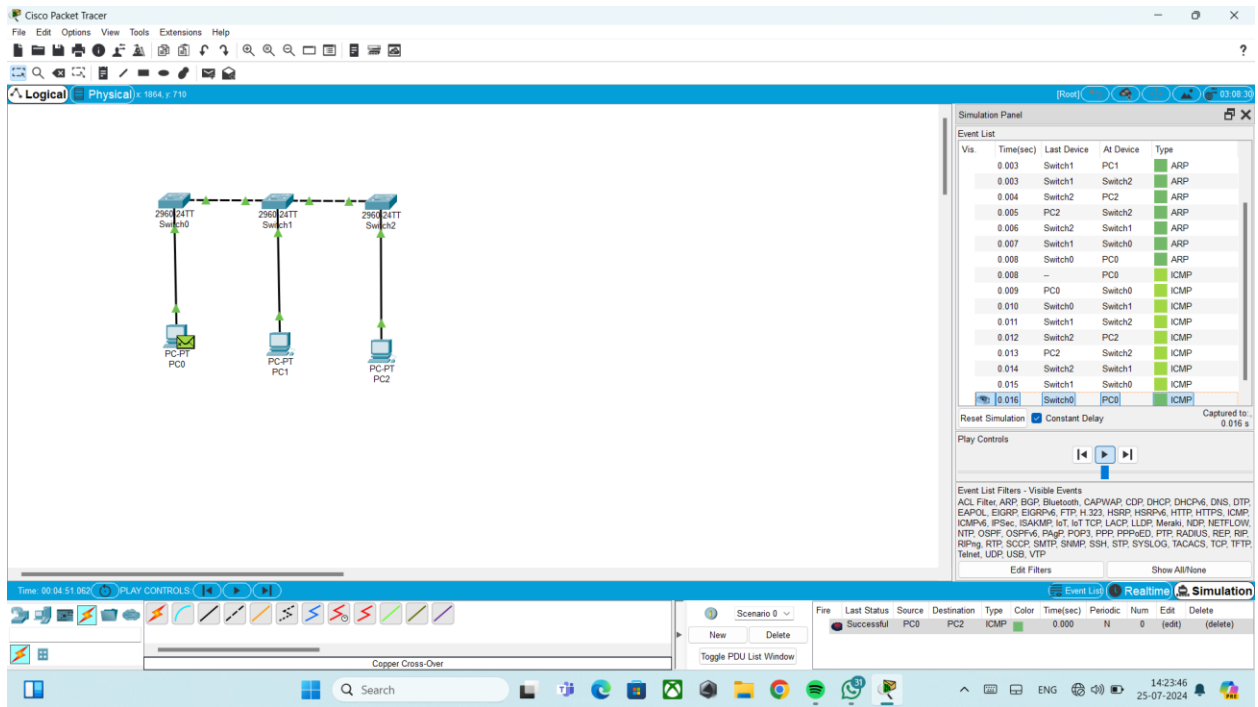 Cisco Packet Tracer
File Edit Options View Tools Extensions Help
?
Logical Physical x: 1864, y: 710 [Root] 03:08:30
Simulation Panel
Event List
Vis. Time(sec) Last Device At Device Type
0.003 Switch1 PC1 ARP
0.003 Switch1 Switch2 ARP
0.004 Switch2 PC2 ARP
0.005 PC2 Switch2 ARP
0.006 Switch2 Switch1 ARP
0.007 Switch1 Switch0 ARP
0.008 Switch0 PC0 ARP
0.008 -- PC0 ICMP
0.009 PC0 Switch0 ICMP
0.010 Switch0 Switch1 ICMP
0.011 Switch1 Switch2 ICMP
0.012 Switch2 PC2 ICMP
0.013 PC2 Switch2 ICMP
0.014 Switch2 Switch1 ICMP
0.015 Switch1 Switch0 ICMP
0.016 Switch0 PC0 ICMP
Reset Simulation Constant Delay Captured to:..
0.016 s
Play Controls
Event List Filters - Visible Events
ACL Filter, ARP, BGP, Bluetooth, CAPWAP, CDP, DHCP, DHCPv6, DNS, DTP,
EAPOL, EIGRP, EIGRPv6, FTP, H.323, HSRP, HSRPv6, HTTP, HTTPS, ICMP,
ICMPv6, IPSec, ISAKMP, IoT, IoT TCP, LACP, LLDP, Meraki, NDP, NETFLOW,
NTP, OSPF, OSPFv6, PAgP, POP3, PPP, PPPoED, PTP, RADIUS, REP, RIP,
RIPng, RTP, SCCP, SMTP, SNMP, SSH, STP, SYSLOG, TACACS, TCP, TFTP,
Telnet, UDP, USB, VTP
Edit Filters Show All/None
2960-24TT
Switch0
2960-24TT
Switch1
2960-24TT
Switch2
PC-PT
PC0
PC-PT
PC1
PC-PT
PC2
Time: 00:04:51.062 PLAY CONTROLS: Event List Realtime Simulation
Scenario 0
New Delete
Toggle PDU List Window
Fire Last Status Source Destination Type Color Time(sec) Periodic Num Edit Delete
Successful PC0 PC2 ICMP 0.000 N 0 (edit) (delete)
Copper Cross-Over
Search
31
ENG
14:23:46
25-07-2024
PRE